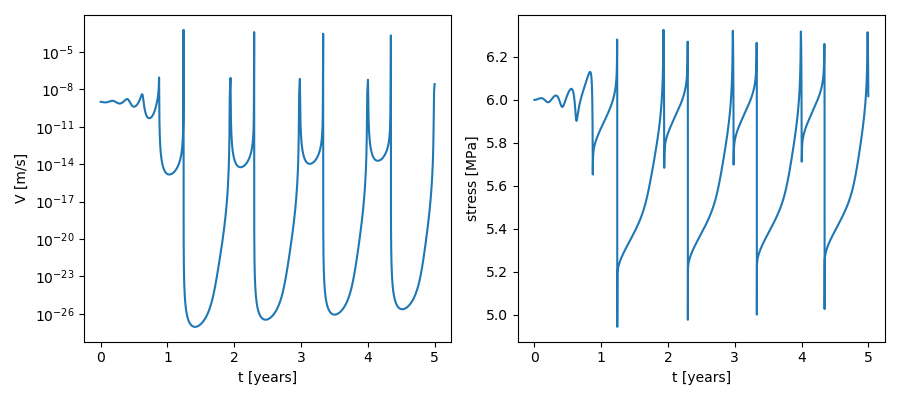 V [m/s]
10⁻⁵
10⁻⁸
10⁻¹¹
10⁻¹⁴
10⁻¹⁷
10⁻²⁰
10⁻²³
10⁻²⁶
0 1 2 3 4 5
t [years]
stress [MPa]
6.2
6.0
5.8
5.6
5.4
5.2
5.0
0 1 2 3 4 5
t [years]